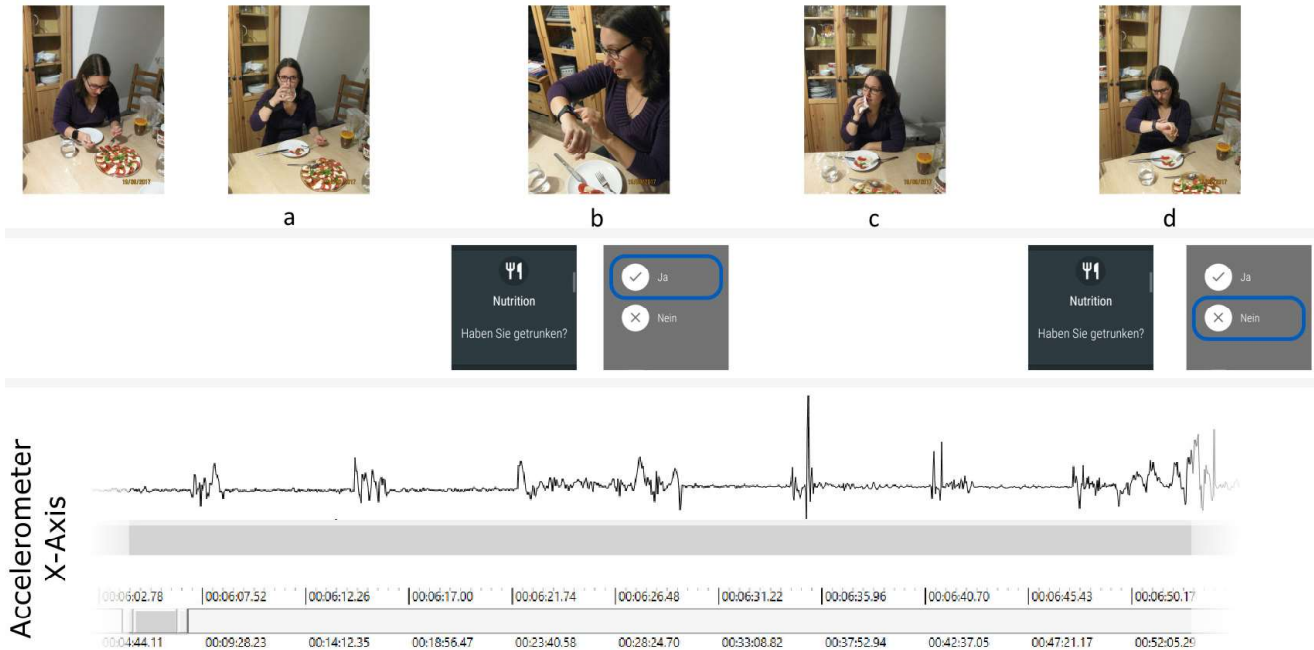 16/06/2017
a
b
c
d
Nutrition
Haben Sie getrunken?
Ja
Nein
Nutrition
Haben Sie getrunken?
Ja
Nein
Accelerometer
X-Axis
00:06:02.78 00:06:07.52 00:06:12.26 00:06:17.00 00:06:21.74 00:06:26.48 00:06:31.22 00:06:35.96 00:06:40.70 00:06:45.43 00:06:50.17
00:04:44.11 00:09:28.23 00:14:12.35 00:18:56.47 00:23:40.58 00:28:24.70 00:33:08.82 00:37:52.94 00:42:37.05 00:47:21.17 00:52:05.29